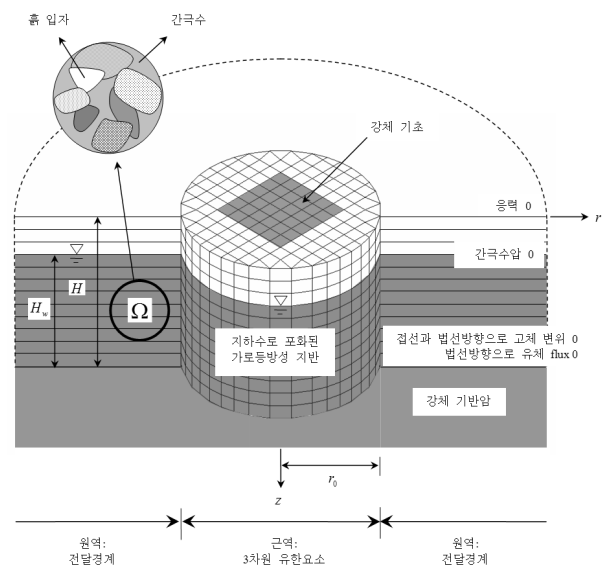 흙 입자
간극수
강체 기초
응력 0
r
간극수압 0
H
H_w
Ω
지하수로 포화된
가로등방성 지반
접선과 법선방향으로 고체 변위 0
법선방향으로 유체 flux 0
강체 기반암
r_0
z
원역:
전달경계
근역:
3차원 유한요소
원역:
전달경계